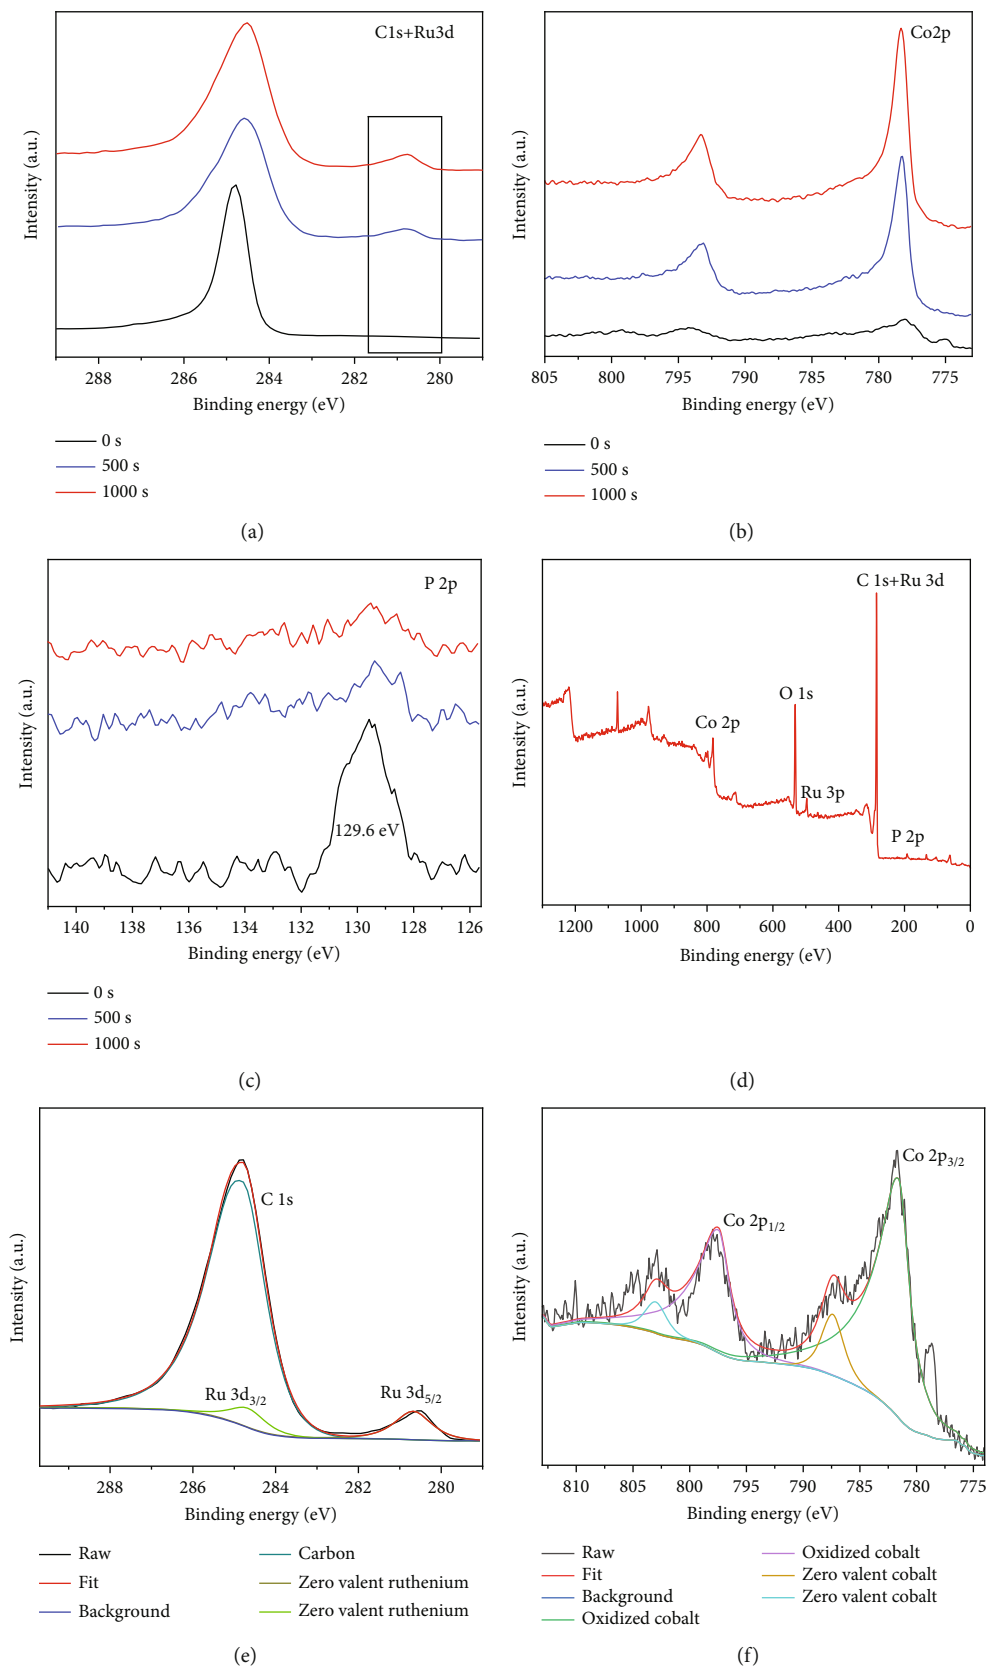 C1s+Ru3d
Intensity (a.u.)
288 286 284 282 280
Binding energy (eV)
0 s
500 s
1000 s
(a)
Co2p
Intensity (a.u.)
805 800 795 790 785 780 775
Binding energy (eV)
0 s
500 s
1000 s
(b)
P 2p
129.6 eV
Intensity (a.u.)
140 138 136 134 132 130 128 126
Binding energy (eV)
0 s
500 s
1000 s
(c)
C 1s+Ru 3d
O 1s
Co 2p
Ru 3p
P 2p
Intensity (a.u.)
1200 1000 800 600 400 200 0
Binding energy (eV)
(d)
C 1s
Ru 3d3/2
Ru 3d5/2
Intensity (a.u.)
288 286 284 282 280
Binding energy (eV)
Raw
Fit
Background
Carbon
Zero valent ruthenium
Zero valent ruthenium
(e)
Co 2p3/2
Co 2p1/2
Intensity (a.u.)
810 805 800 795 790 785 780 775
Binding energy (eV)
Raw
Fit
Background
Oxidized cobalt
Oxidized cobalt
Zero valent cobalt
Zero valent cobalt
(f)